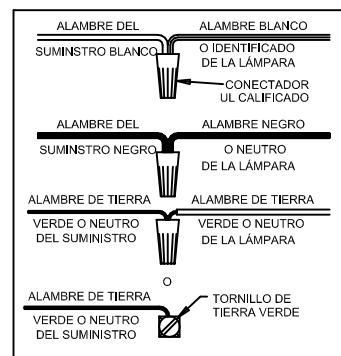 ALAMBRE DEL ALAMBRE BLANCO
SUMINISTRO BLANCO O IDENTIFICADO
DE LA LÁMPARA
CONECTADOR
UL CALIFICADO
ALAMBRE DEL ALAMBRE NEGRO
SUMINISTRO NEGRO O NEUTRO
DE LA LÁMPARA
ALAMBRE DE TIERRA ALAMBRE DE TIERRA
VERDE O NEUTRO VERDE O NEUTRO
DEL SUMINISTRO DE LA LÁMPARA
O
ALAMBRE DE TIERRA TORNILLO DE
VERDE O NEUTRO TIERRA VERDE
DEL SUMINISTRO